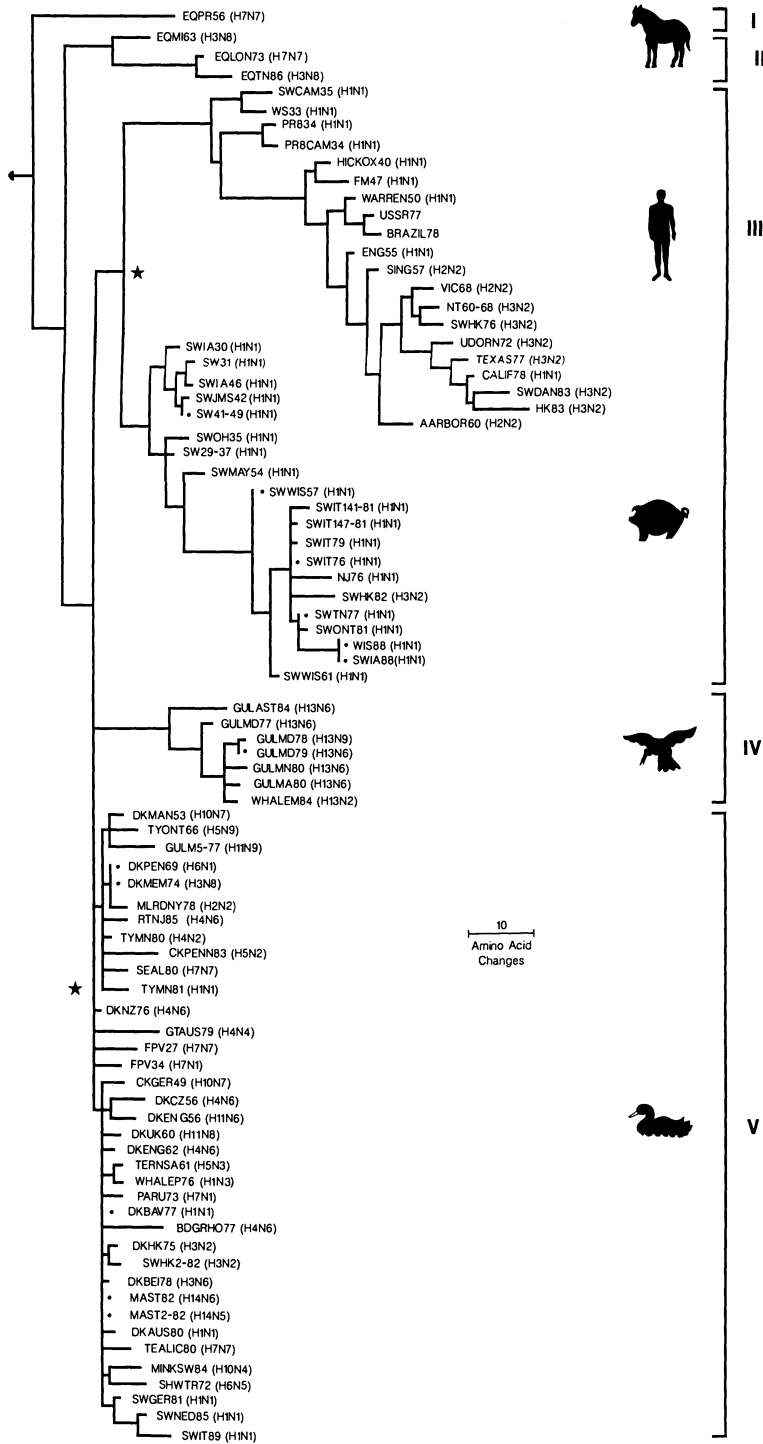 EQPR56 (H7N7)
I
EQMI63 (H3N8)
EQLON73 (H7N7)
II
EQTN86 (H3N8)
SWCAM35 (H1N1)
WS33 (H1N1)
PR834 (H1N1)
PR8CAM34 (H1N1)
HICKOX40 (H1N1)
FM47 (H1N1)
WARREN50 (H1N1)
USSR77
III
BRAZIL78
ENG55 (H1N1)
SING57 (H2N2)
VIC68 (H2N2)
NT60-68 (H3N2)
SWHK76 (H3N2)
UDORN72 (H3N2)
SWIA30 (H1N1)
TEXAS77 (H3N2)
SW31 (H1N1)
CALIF78 (H1N1)
SWIA46 (H1N1)
SWDAN83 (H3N2)
SWJMS42 (H1N1)
HK83 (H3N2)
SW41-49 (H1N1)
AARBOR60 (H2N2)
SWOH35 (H1N1)
SW29-37 (H1N1)
SWMAY54 (H1N1)
SWWIS57 (H1N1)
SWIT141-81 (H1N1)
SWIT147-81 (H1N1)
SWIT79 (H1N1)
SWIT76 (H1N1)
NJ76 (H1N1)
SWHK82 (H3N2)
SWTN77 (H1N1)
SWONT81 (H1N1)
WIS88 (H1N1)
SWIA88(H1N1)
SWWIS61 (H1N1)
GULAST84 (H13N6)
GULMD77 (H13N6)
GULMD78 (H13N9)
IV
GULMD79 (H13N6)
GULMN80 (H13N6)
GULMA80 (H13N6)
WHALEM84 (H13N2)
DKMAN53 (H10N7)
TYONT66 (H5N9)
GULM5-77 (H11N9)
DKPEN69 (H6N1)
DKMEM74 (H3N8)
MLRDNY78 (H2N2)
RTNJ85 (H4N6)
10
TYMN80 (H4N2)
Amino Acid
CKPENN83 (H5N2)
Changes
SEAL80 (H7N7)
TYMN81 (H1N1)
DKNZ76 (H4N6)
GTAUS79 (H4N4)
FPV27 (H7N7)
FPV34 (H7N1)
CKGER49 (H10N7)
DKCZ56 (H4N6)
DKENG56 (H11N6)
V
DKUK60 (H11N8)
DKENG62 (H4N6)
TERNSA61 (H5N3)
WHALEP76 (H1N3)
PARU73 (H7N1)
DKBAV77 (H1N1)
BDGRHO77 (H4N6)
DKHK75 (H3N2)
SWHK2-82 (H3N2)
DKBEI78 (H3N6)
MAST82 (H14N6)
MAST2-82 (H14N5)
DKAUS80 (H1N1)
TEALIC80 (H7N7)
MINKSW84 (H10N4)
SHWTR72 (H6N5)
SWGER81 (H1N1)
SWNED85 (H1N1)
SWIT89 (H1N1)